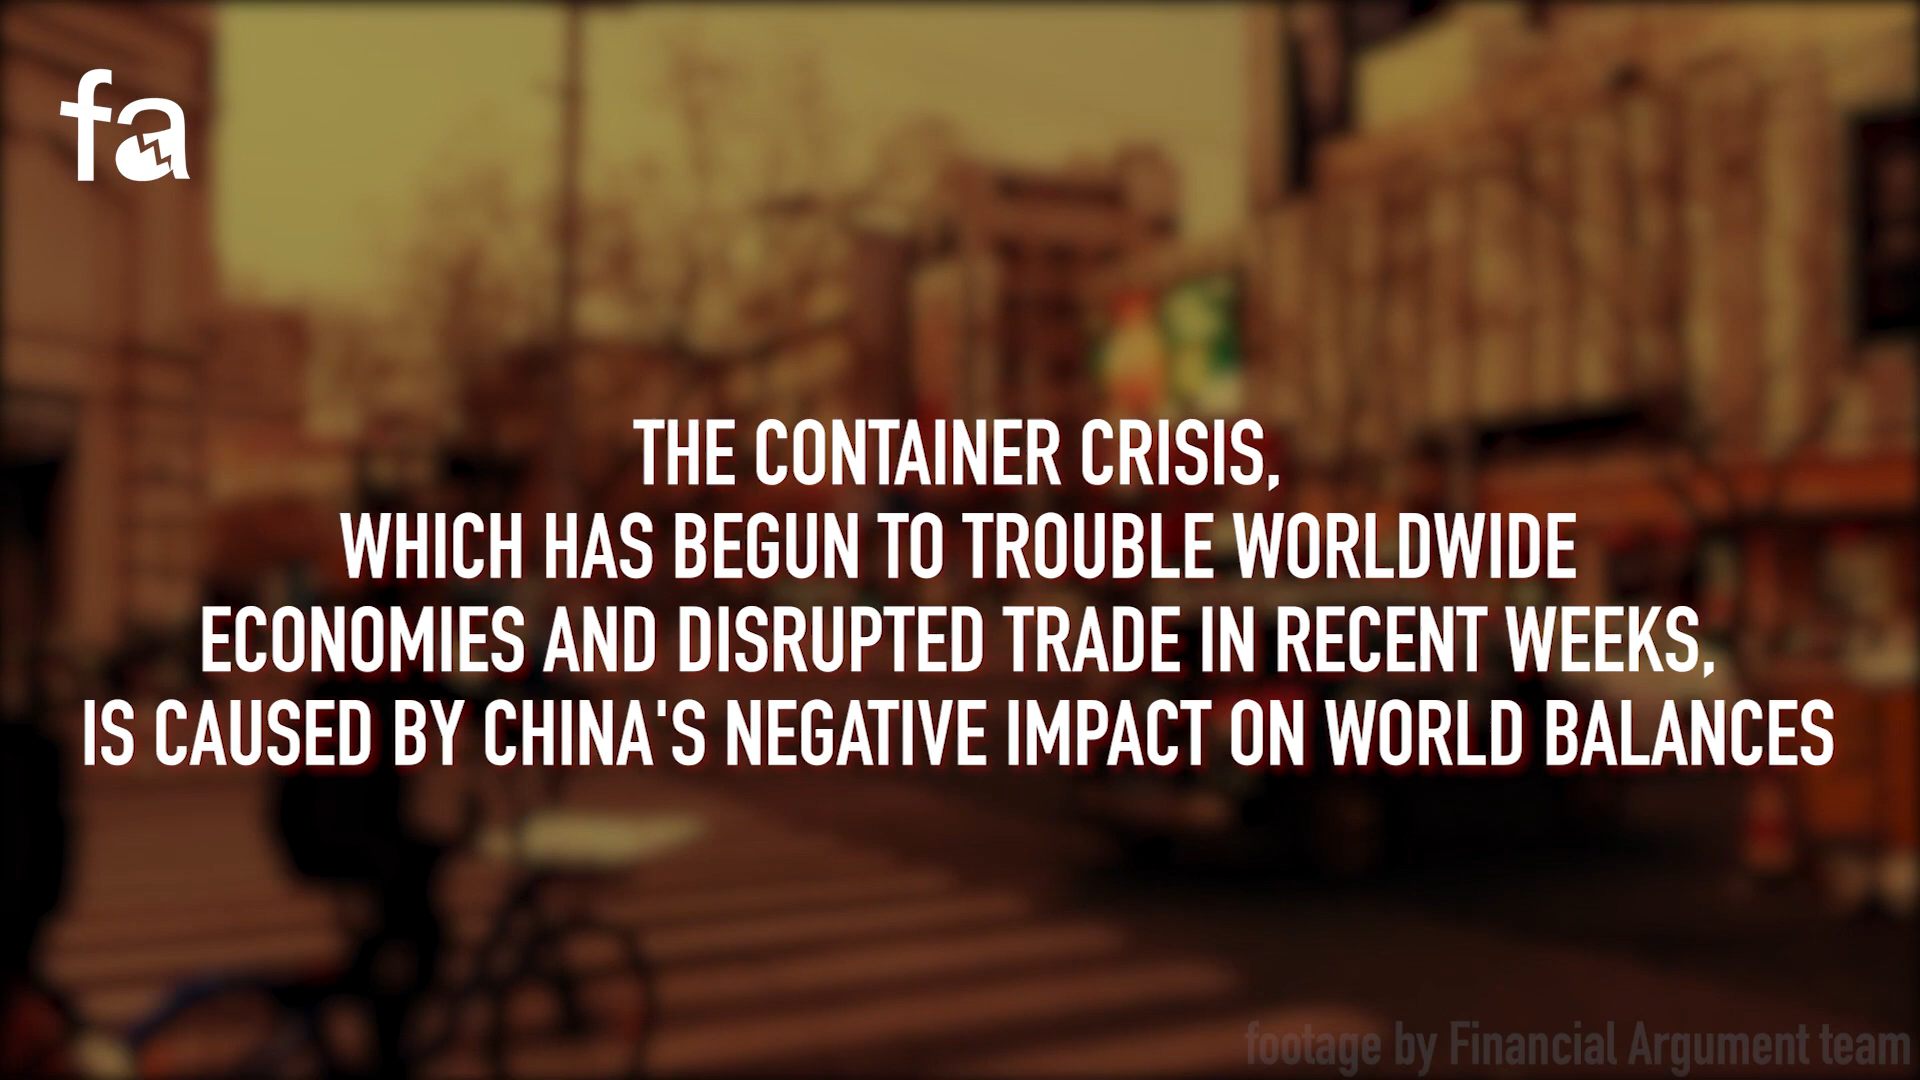 fa
THE CONTAINER CRISIS,
WHICH HAS BEGUN TO TROUBLE WORLDWIDE
ECONOMIES AND DISRUPTED TRADE IN RECENT WEEKS,
IS CAUSED BY CHINA'S NEGATIVE IMPACT ON WORLD BALANCES
footage by Financial Argument team